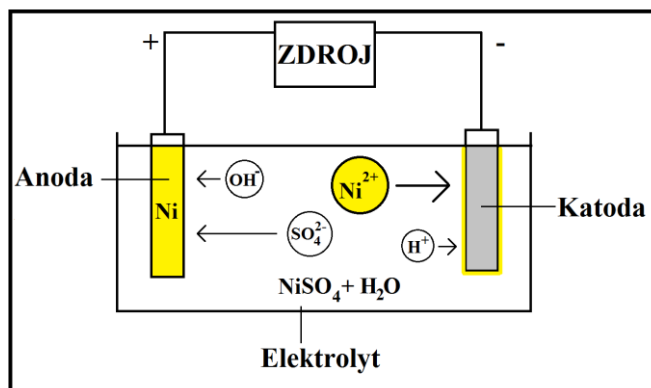 +
ZDROJ
-
Anoda
OH⁻
Ni
Ni²⁺
SO₄²⁻
H⁺
Katoda
NiSO₄ + H₂O
Elektrolyt